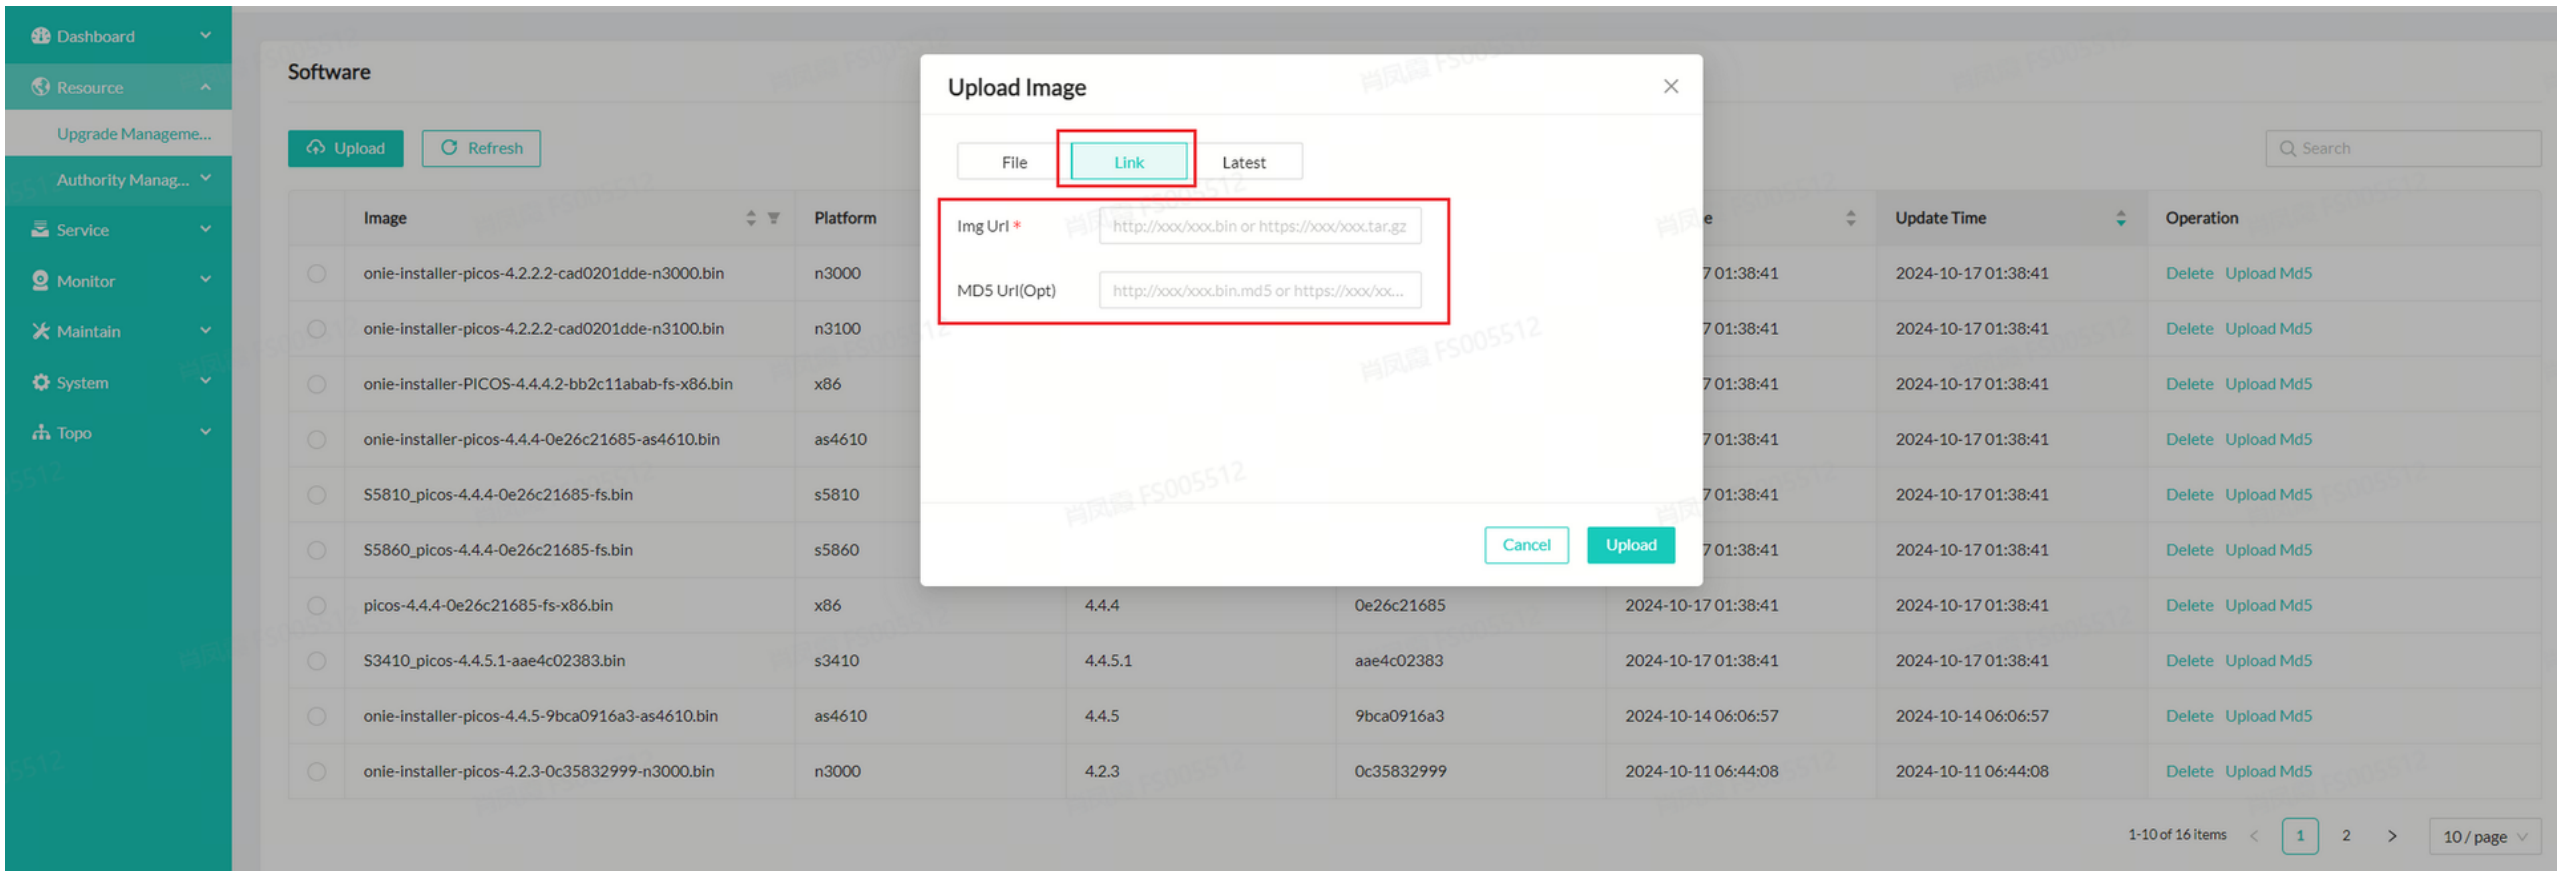 Dashboard
Resource
Upgrade Manageme...
Authority Manag...
Service
Monitor
Maintain
System
Topo
Software
Upload Refresh
Search
Image Platform e Update Time Operation
onie-installer-picos-4.2.2.2-cad0201dde-n3000.bin n3000 7 01:38:41 2024-10-17 01:38:41 Delete Upload Md5
onie-installer-picos-4.2.2.2-cad0201dde-n3100.bin n3100 7 01:38:41 2024-10-17 01:38:41 Delete Upload Md5
onie-installer-PICOS-4.4.4.2-bb2c11abab-fs-x86.bin x86 7 01:38:41 2024-10-17 01:38:41 Delete Upload Md5
onie-installer-picos-4.4.4-0e26c21685-as4610.bin as4610 7 01:38:41 2024-10-17 01:38:41 Delete Upload Md5
S5810_picos-4.4.4-0e26c21685-fs.bin s5810 7 01:38:41 2024-10-17 01:38:41 Delete Upload Md5
S5860_picos-4.4.4-0e26c21685-fs.bin s5860 7 01:38:41 2024-10-17 01:38:41 Delete Upload Md5
picos-4.4.4-0e26c21685-fs-x86.bin x86 4.4.4 0e26c21685 2024-10-17 01:38:41 2024-10-17 01:38:41 Delete Upload Md5
S3410_picos-4.4.5.1-aae4c02383.bin s3410 4.4.5.1 aae4c02383 2024-10-17 01:38:41 2024-10-17 01:38:41 Delete Upload Md5
onie-installer-picos-4.4.5-9bca0916a3-as4610.bin as4610 4.4.5 9bca0916a3 2024-10-14 06:06:57 2024-10-14 06:06:57 Delete Upload Md5
onie-installer-picos-4.2.3-0c35832999-n3000.bin n3000 4.2.3 0c35832999 2024-10-11 06:44:08 2024-10-11 06:44:08 Delete Upload Md5
1-10 of 16 items < 1 2 > 10 / page
Upload Image
File Link Latest
Img Url * http://xxx/xxx.bin or https://xxx/xxx.tar.gz
MD5 Url(Opt) http://xxx/xxx.bin.md5 or https://xxx/xx...
Cancel Upload
肖凤霞 FS005512